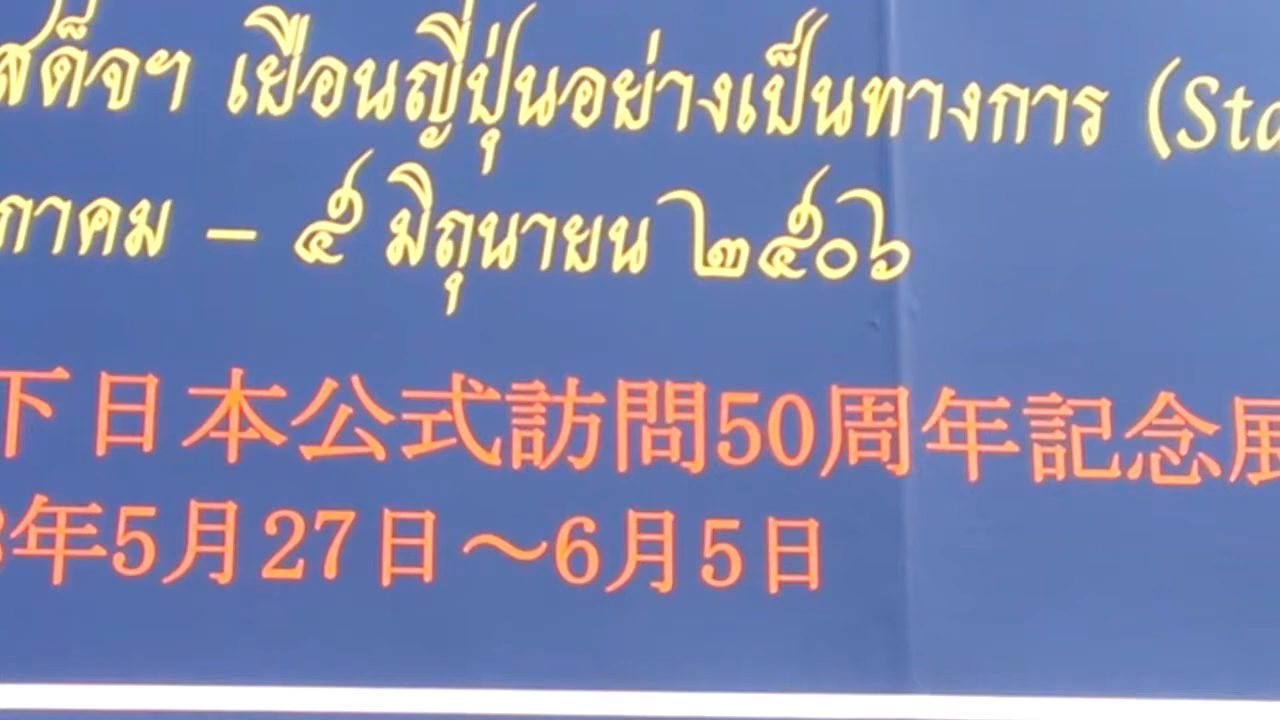 สด็จฯ เยือนญี่ปุ่นอย่างเป็นทางการ (Sta
ภาคม – ๕ มิถุนายน ๒๕๐๖
下日本公式訪問50周年記念展
3年5月27日～6月5日